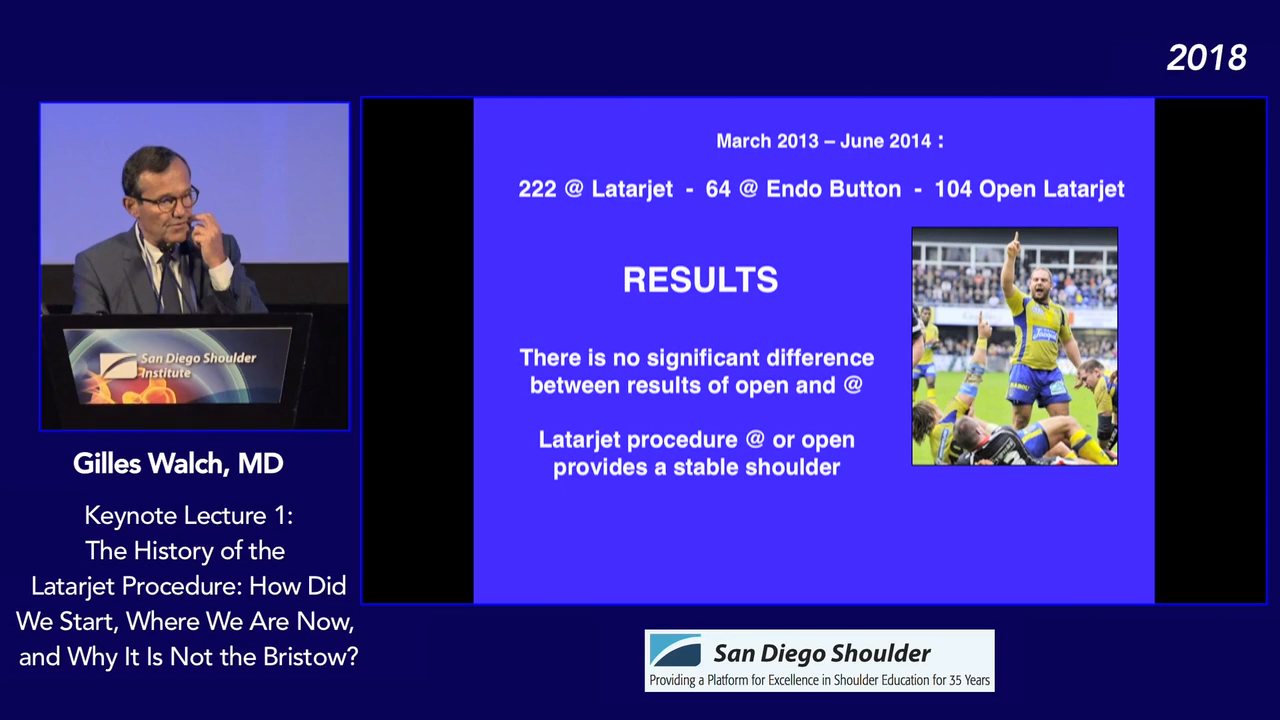 2018
San Diego Shoulder
Institute
Gilles Walch, MD
Keynote Lecture 1:
The History of the
Latarjet Procedure: How Did
We Start, Where We Are Now,
and Why It Is Not the Bristow?
March 2013 – June 2014 :
222 @ Latarjet - 64 @ Endo Button - 104 Open Latarjet
RESULTS
There is no significant difference
between results of open and @
Latarjet procedure @ or open
provides a stable shoulder
San Diego Shoulder
Providing a Platform for Excellence in Shoulder Education for 35 Years